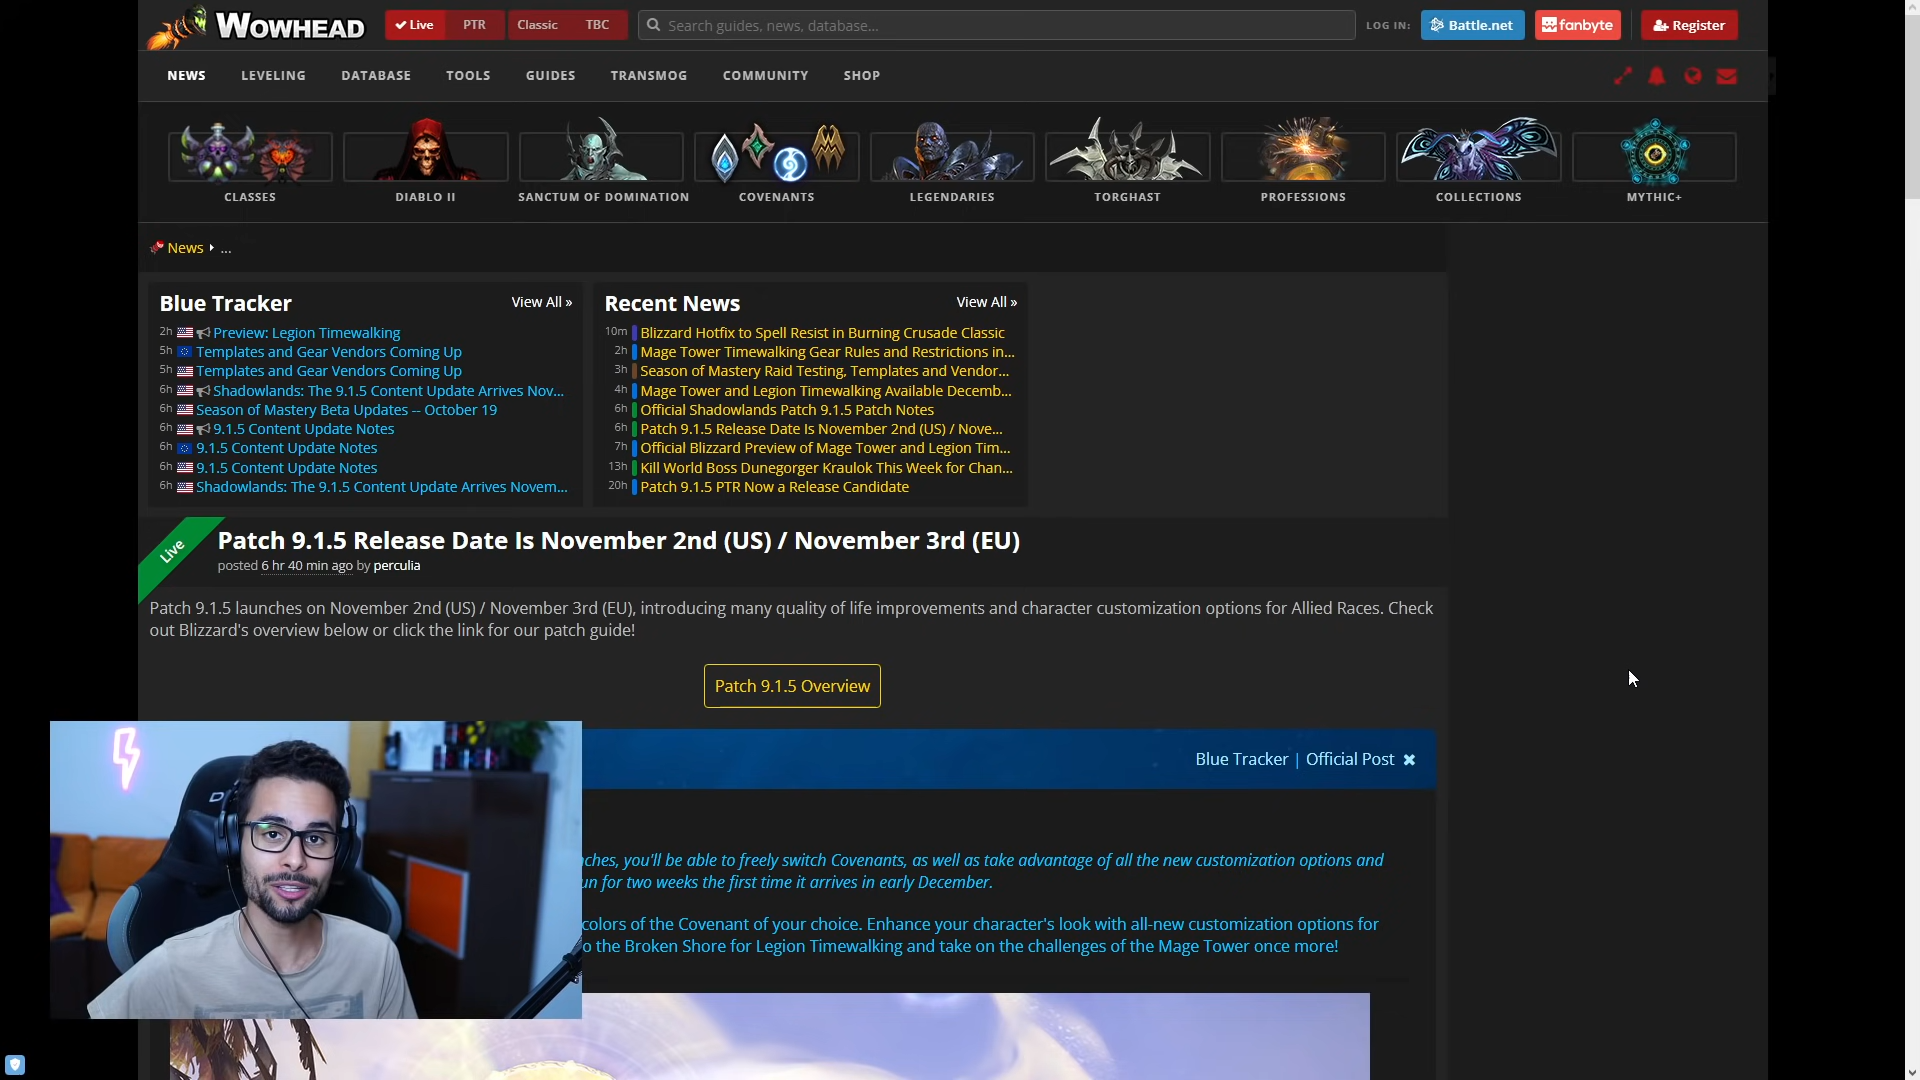 WOWHEAD
Live PTR Classic TBC
Search guides, news, database...
LOG IN: Battle.net fanbyte Register
NEWS LEVELING DATABASE TOOLS GUIDES TRANSMOG COMMUNITY SHOP
CLASSES DIABLO II SANCTUM OF DOMINATION COVENANTS LEGENDARIES TORGHAST PROFESSIONS COLLECTIONS MYTHIC+
News ...
Blue Tracker View All »
2h Preview: Legion Timewalking
5h Templates and Gear Vendors Coming Up
5h Templates and Gear Vendors Coming Up
6h Shadowlands: The 9.1.5 Content Update Arrives Nov...
6h Season of Mastery Beta Updates -- October 19
6h 9.1.5 Content Update Notes
6h 9.1.5 Content Update Notes
6h 9.1.5 Content Update Notes
6h Shadowlands: The 9.1.5 Content Update Arrives Novem...
Recent News View All »
10m Blizzard Hotfix to Spell Resist in Burning Crusade Classic
2h Mage Tower Timewalking Gear Rules and Restrictions in...
3h Season of Mastery Raid Testing, Templates and Vendor...
4h Mage Tower and Legion Timewalking Available Decemb...
6h Official Shadowlands Patch 9.1.5 Patch Notes
6h Patch 9.1.5 Release Date Is November 2nd (US) / Nove...
7h Official Blizzard Preview of Mage Tower and Legion Tim...
13h Kill World Boss Dunegorger Kraulok This Week for Chan...
20h Patch 9.1.5 PTR Now a Release Candidate
Live
Patch 9.1.5 Release Date Is November 2nd (US) / November 3rd (EU)
posted 6 hr 40 min ago by perculia
Patch 9.1.5 launches on November 2nd (US) / November 3rd (EU), introducing many quality of life improvements and character customization options for Allied Races. Check
out Blizzard's overview below or click the link for our patch guide!
Patch 9.1.5 Overview
Blue Tracker | Official Post
ches, you'll be able to freely switch Covenants, as well as take advantage of all the new customization options and
un for two weeks the first time it arrives in early December.
colors of the Covenant of your choice. Enhance your character's look with all-new customization options for
o the Broken Shore for Legion Timewalking and take on the challenges of the Mage Tower once more!